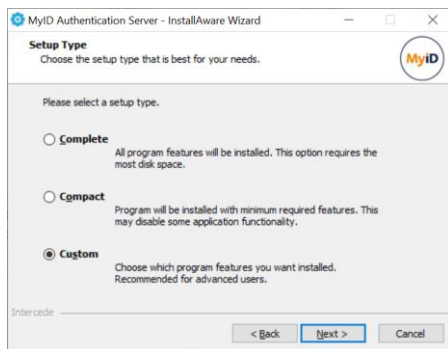 MyID Authentication Server - InstallAware Wizard
Setup Type
Choose the setup type that is best for your needs.
MyiD
Please select a setup type.
Complete
All program features will be installed. This option requires the
most disk space.
Compact
Program will be installed with minimum required features. This
may disable some application functionality.
Custom
Choose which program features you want installed.
Recommended for advanced users.
Intercede
< Back
Next >
Cancel